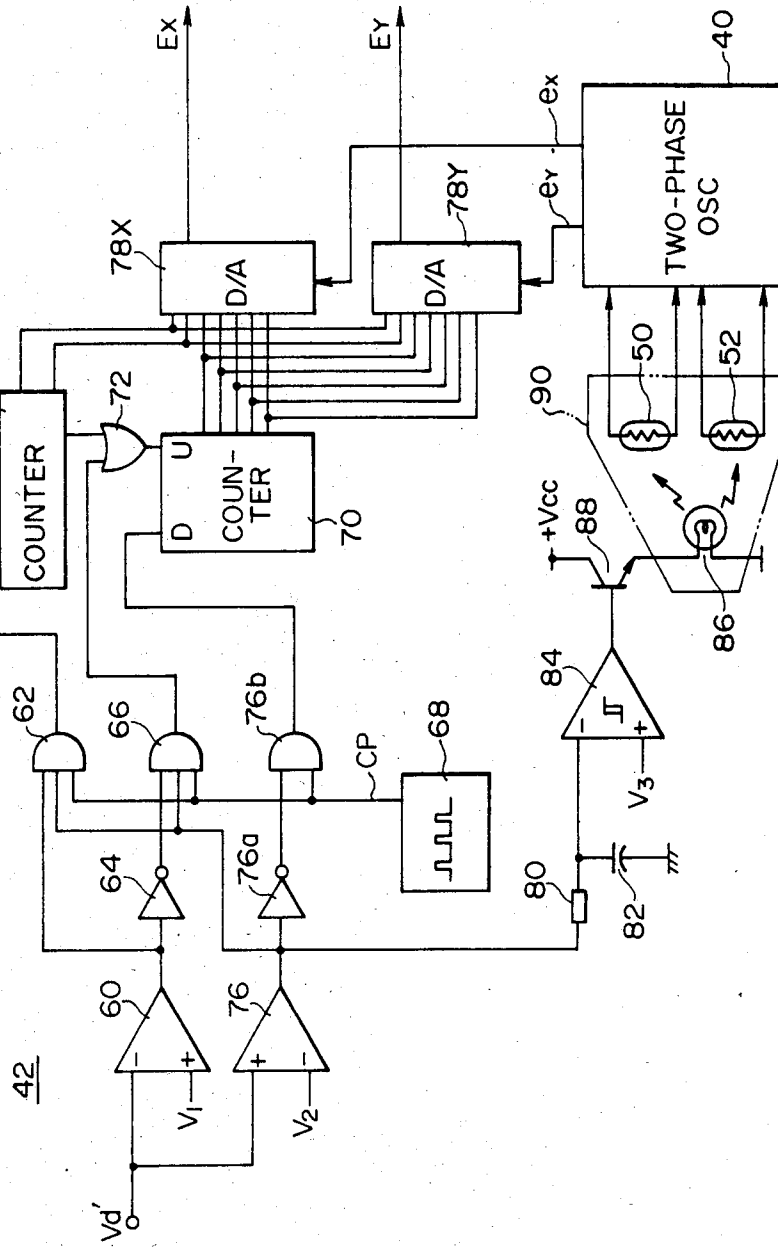 42
Vd'
V1
V2
60
76
-
+
+
-
64
76a
62
66
76b
CP
68
COUNTER
72
D
U
COUN-
TER
70
78X
D/A
D/A
78Y
Ex
EY
ex
eY
TWO-PHASE
OSC
40
80
82
V3
84
-
+
+Vcc
88
86
90
50
52